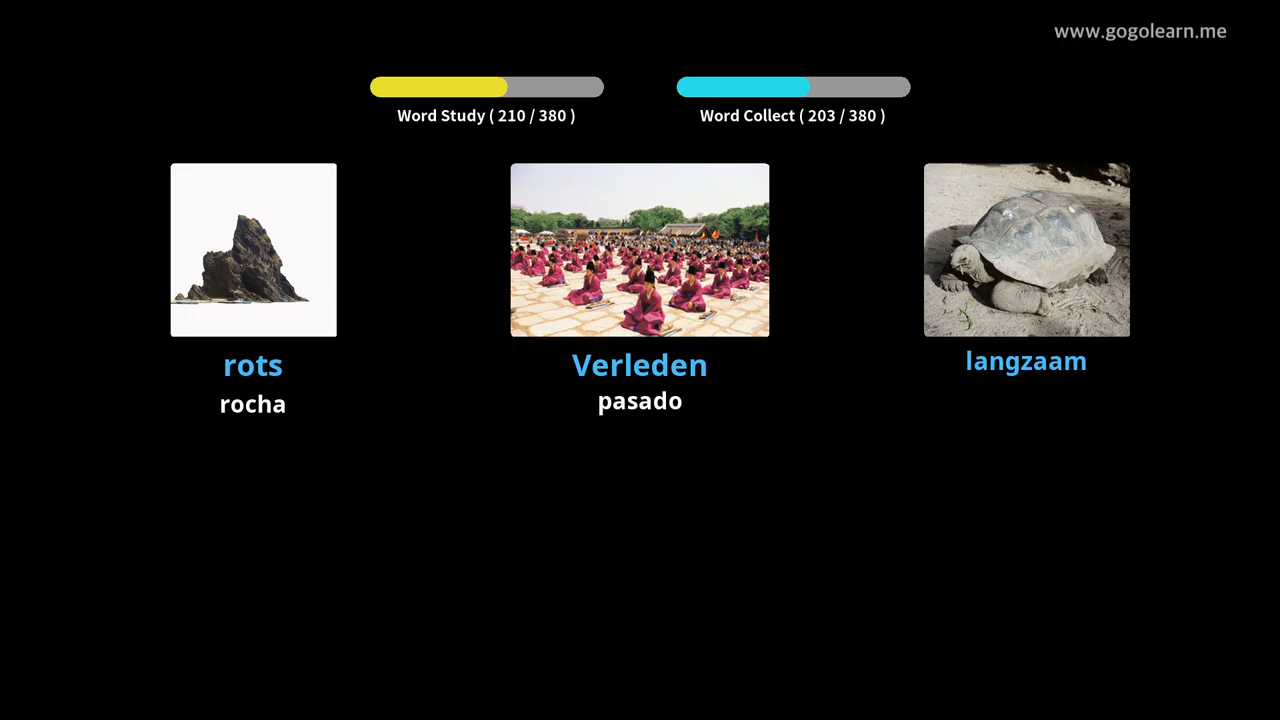 www.gogolearn.me
Word Study ( 210 / 380 )
Word Collect ( 203 / 380 )
rots
rocha
Verleden
pasado
langzaam